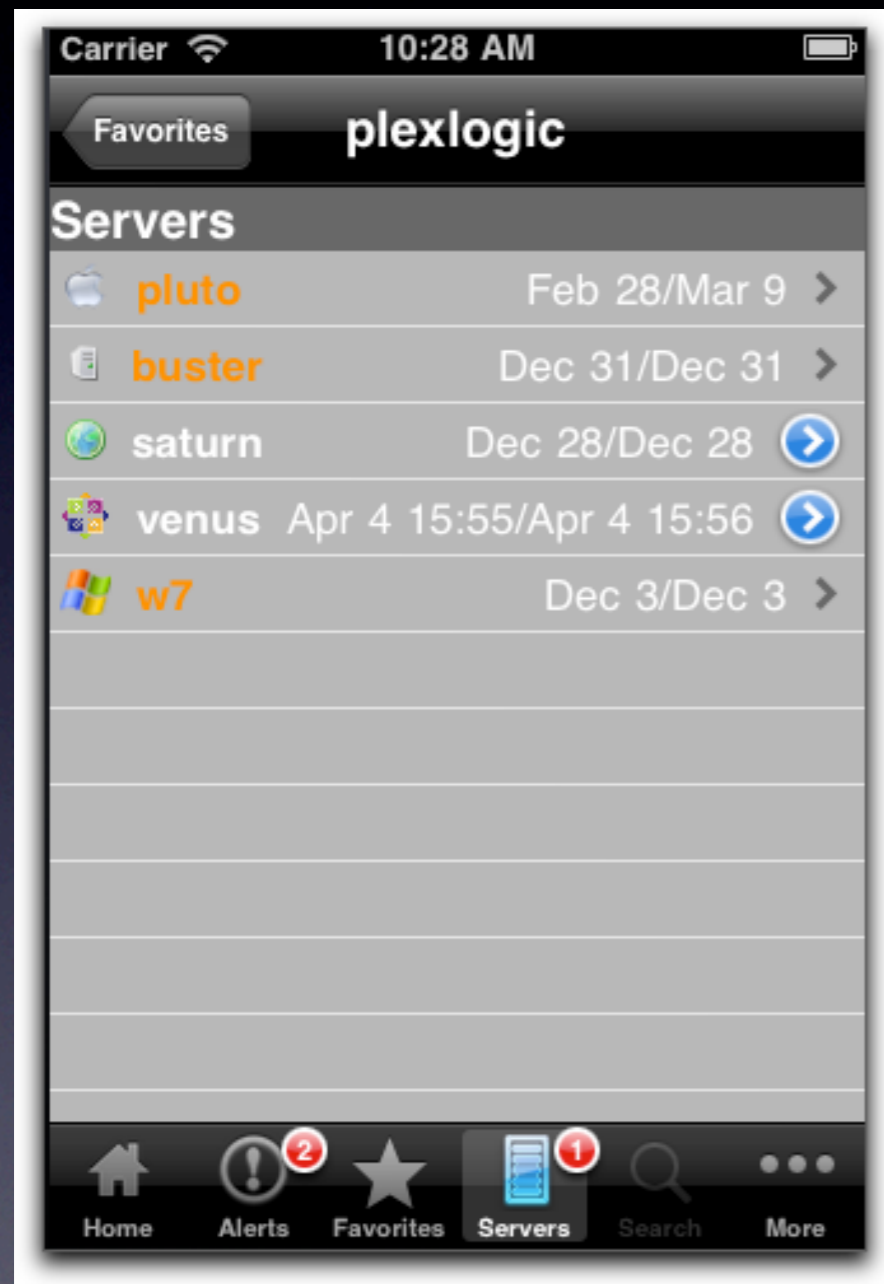 Carrier 10:28 AM
Favorites plexlogic
Servers
pluto Feb 28/Mar 9
buster Dec 31/Dec 31
saturn Dec 28/Dec 28
venus Apr 4 15:55/Apr 4 15:56
w7 Dec 3/Dec 3
2 1
Home Alerts Favorites Servers Search More